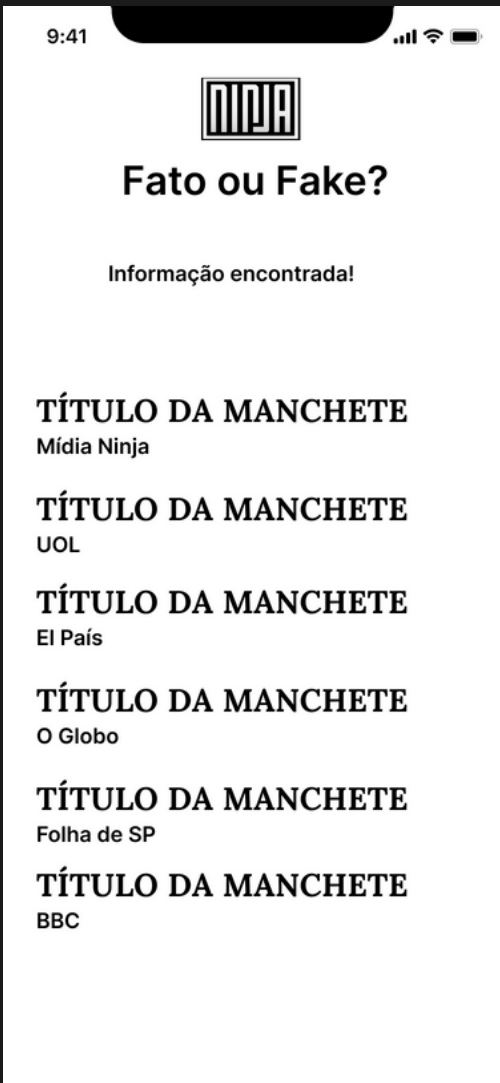 9:41
NINJA
Fato ou Fake?
Informação encontrada!
TÍTULO DA MANCHETE
Mídia Ninja
TÍTULO DA MANCHETE
UOL
TÍTULO DA MANCHETE
El País
TÍTULO DA MANCHETE
O Globo
TÍTULO DA MANCHETE
Folha de SP
TÍTULO DA MANCHETE
BBC